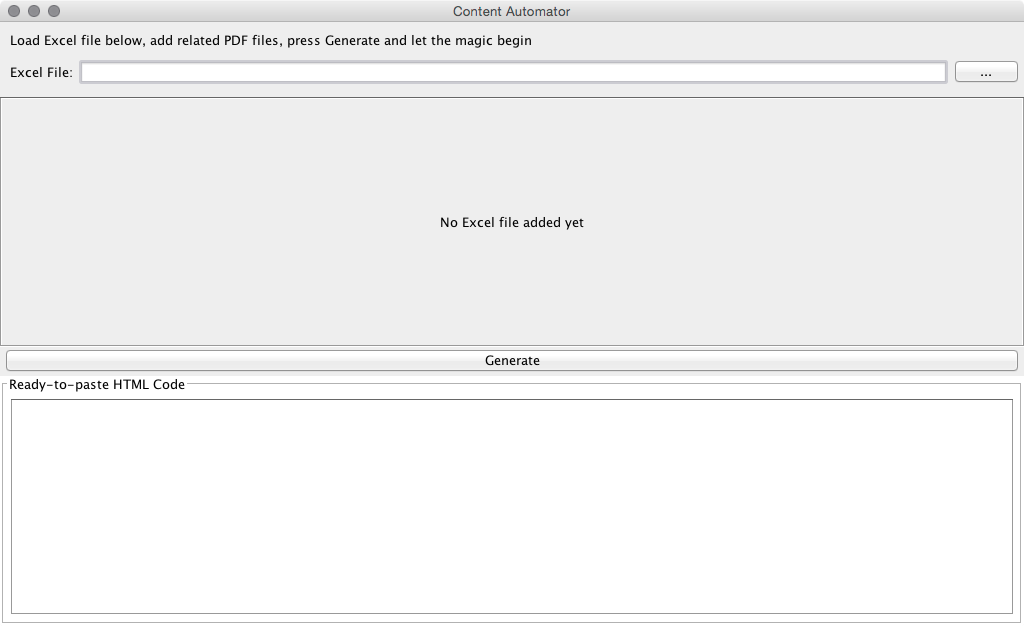 Content Automator
Load Excel file below, add related PDF files, press Generate and let the magic begin
Excel File:
...
No Excel file added yet
Generate
Ready-to-paste HTML Code